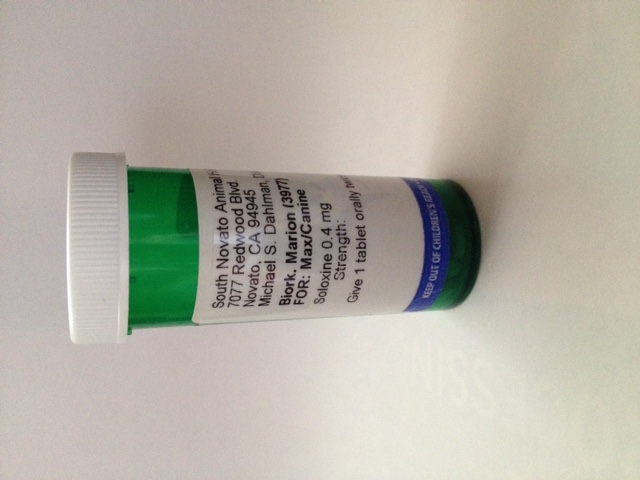 South Novato Animal H
7077 Redwood Blvd.
Novato, CA 94945
Michael S. Dahlman, D
Biork, Marion (3977)
FOR: Max/Canine
Soloxine 0.4 mg
Strength:
Give 1 tablet orally twice
KEEP OUT OF CHILDREN'S REACH